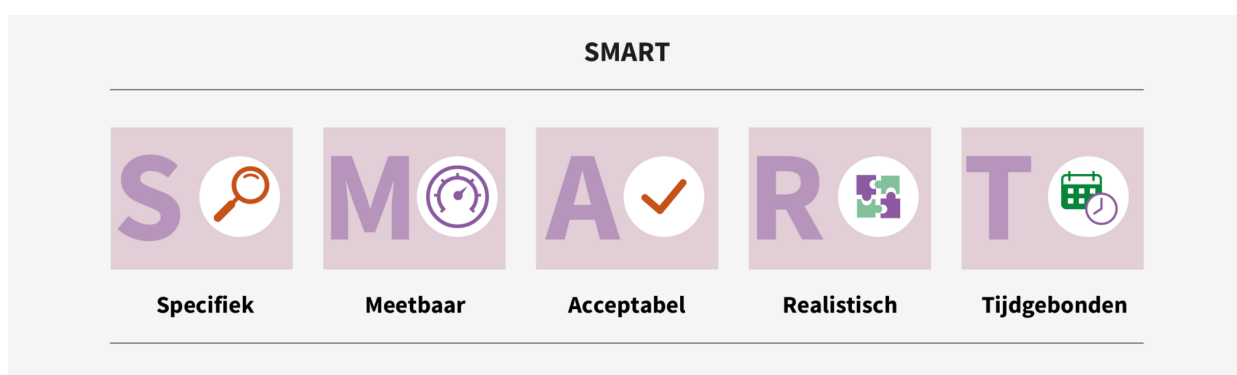 SMART
S M A R T
Specifiek Meetbaar Acceptabel Realistisch Tijdgebonden